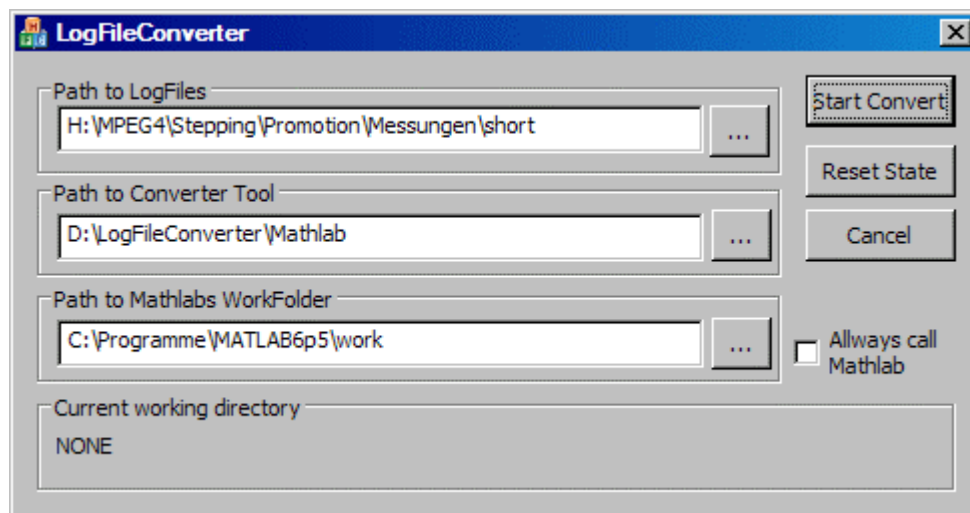 LogFileConverter
Path to LogFiles
H:\MPEG4\Stepping\Promotion\Messungen\short
...
Start Convert
Reset State
Path to Converter Tool
D:\LogFileConverter\Mathlab
...
Cancel
Path to Mathlabs WorkFolder
C:\Programme\MATLAB6p5\work
...
Allways call
Mathlab
Current working directory
NONE